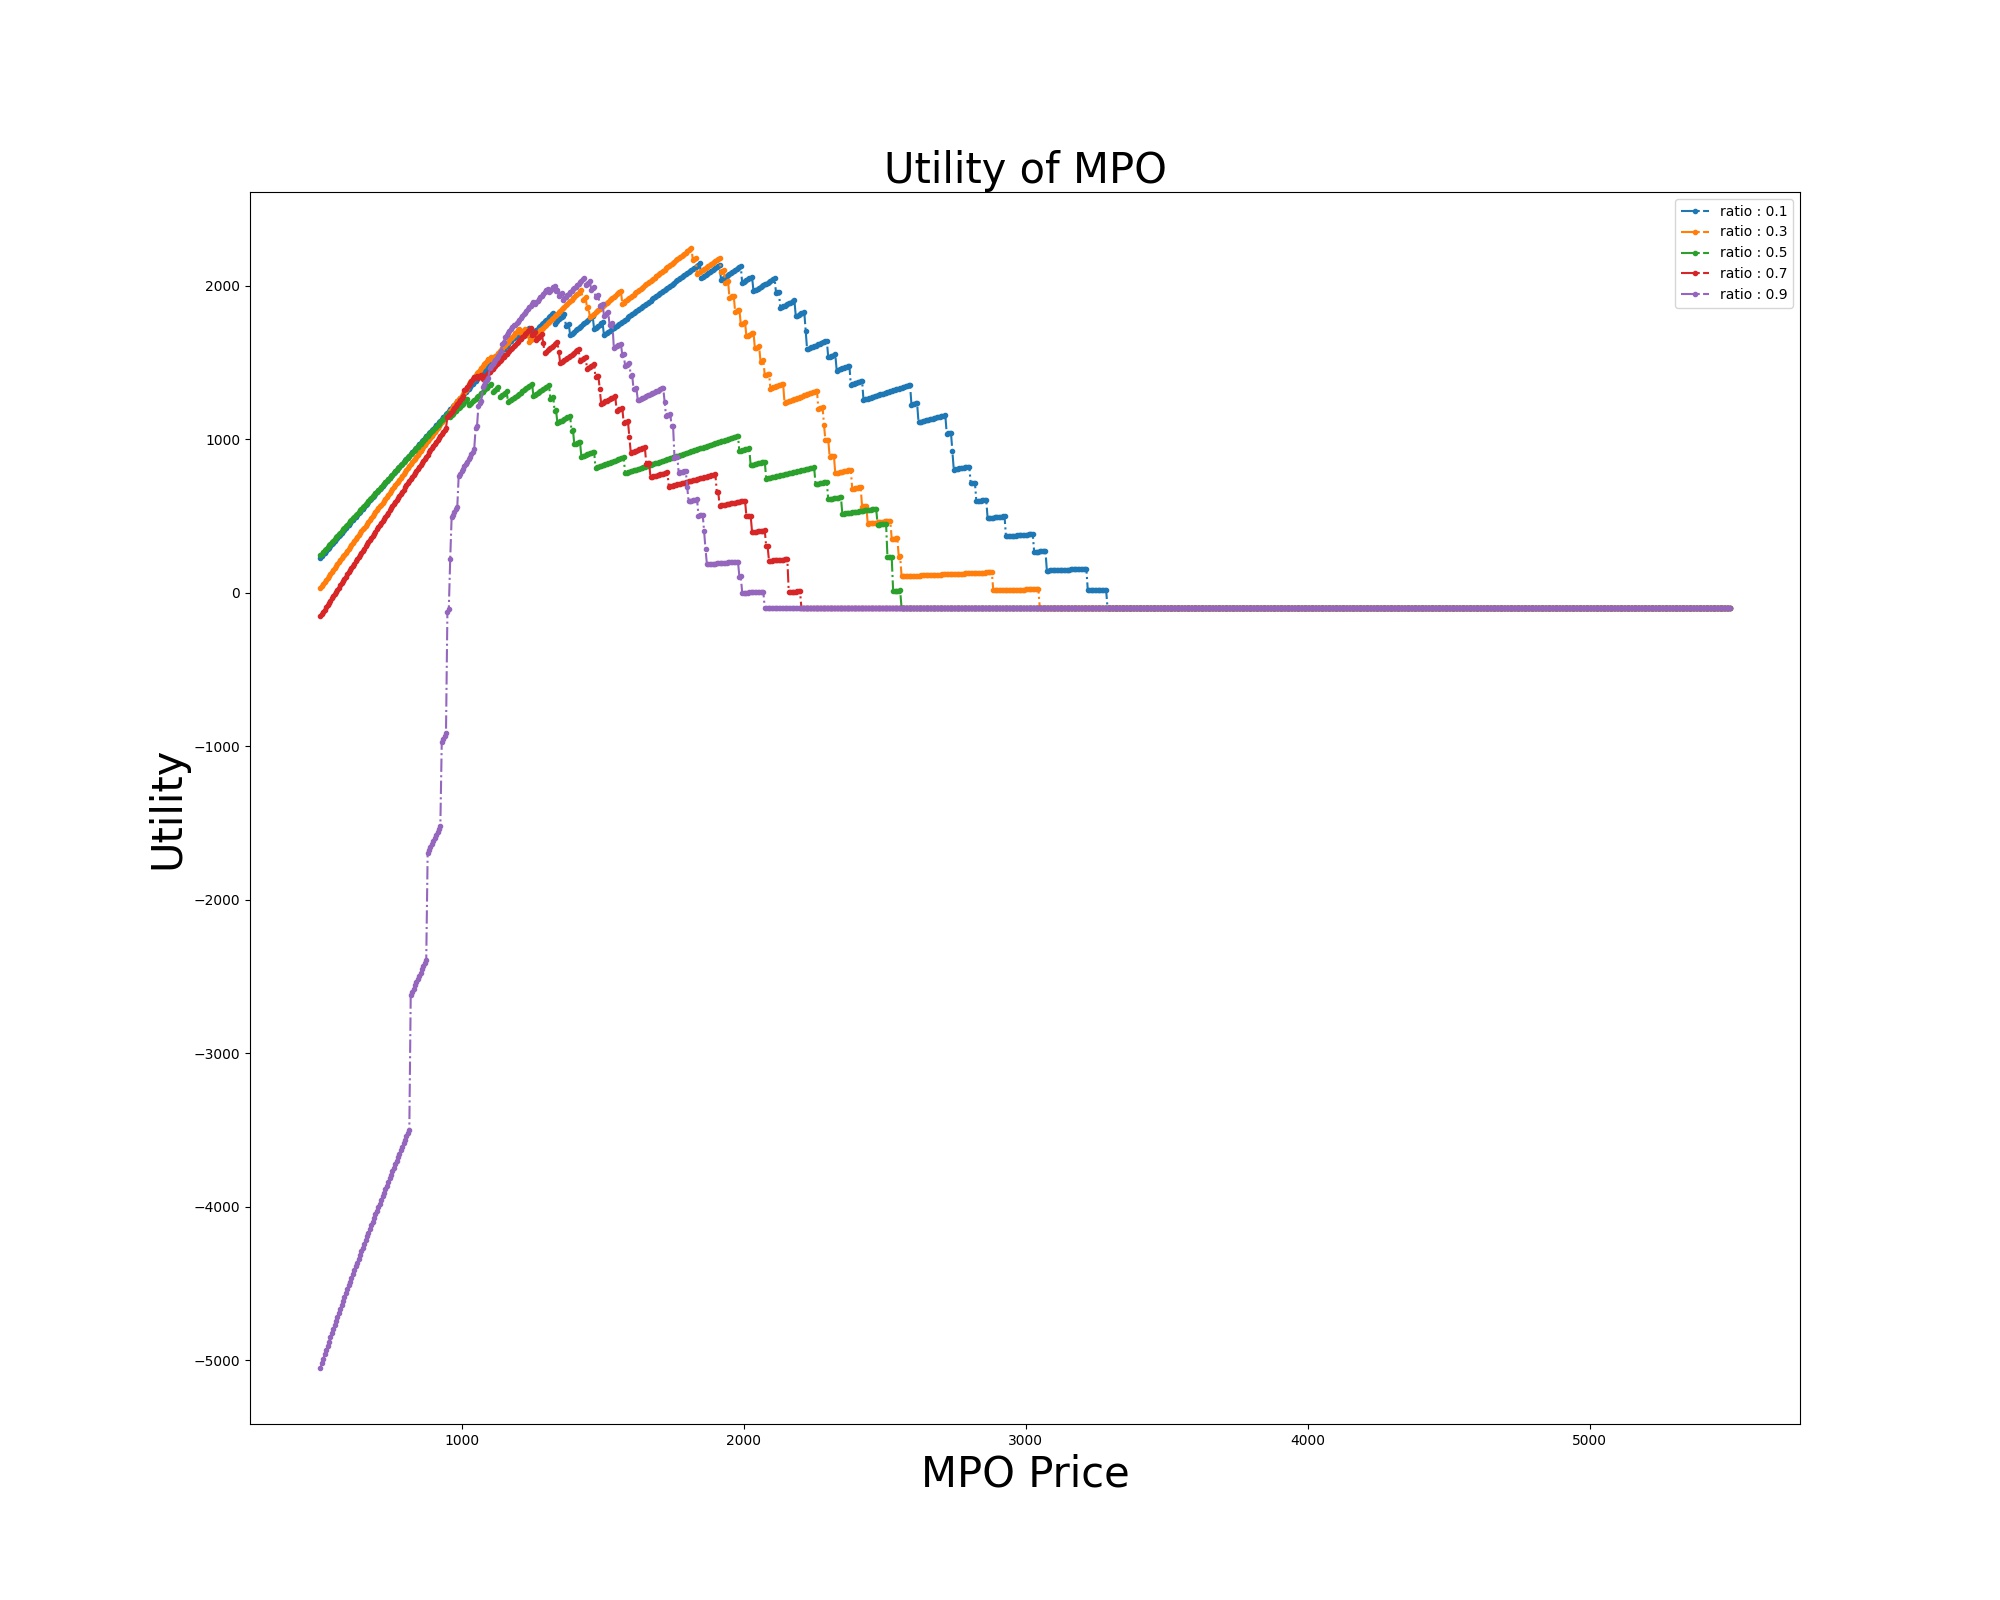 Utility of MPO
ratio : 0.1
ratio : 0.3
ratio : 0.5
ratio : 0.7
ratio : 0.9
Utility
2000
1000
0
−1000
−2000
−3000
−4000
−5000
1000 2000 3000 4000 5000
MPO Price